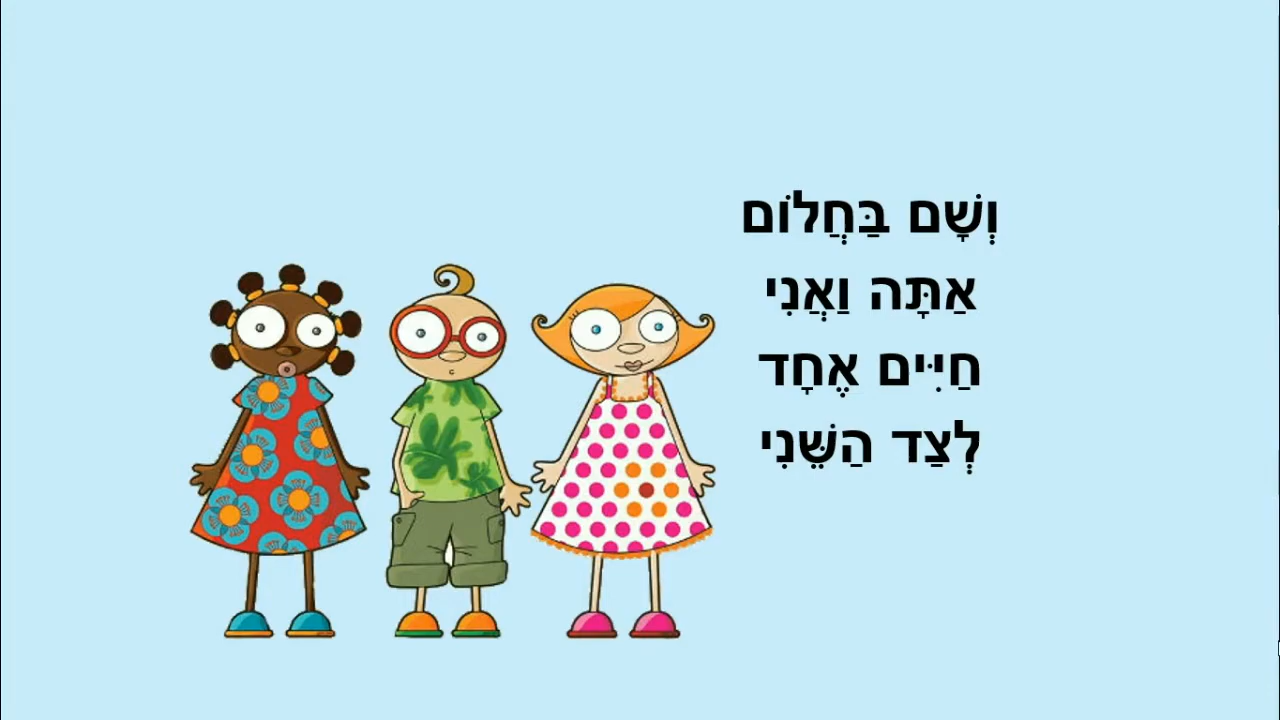 וְשָׁם בַּחֲלוֹם
אַתָּה וַאֲנִי
חַיִּים אֶחָד
לְצַד הַשֵּׁנִי